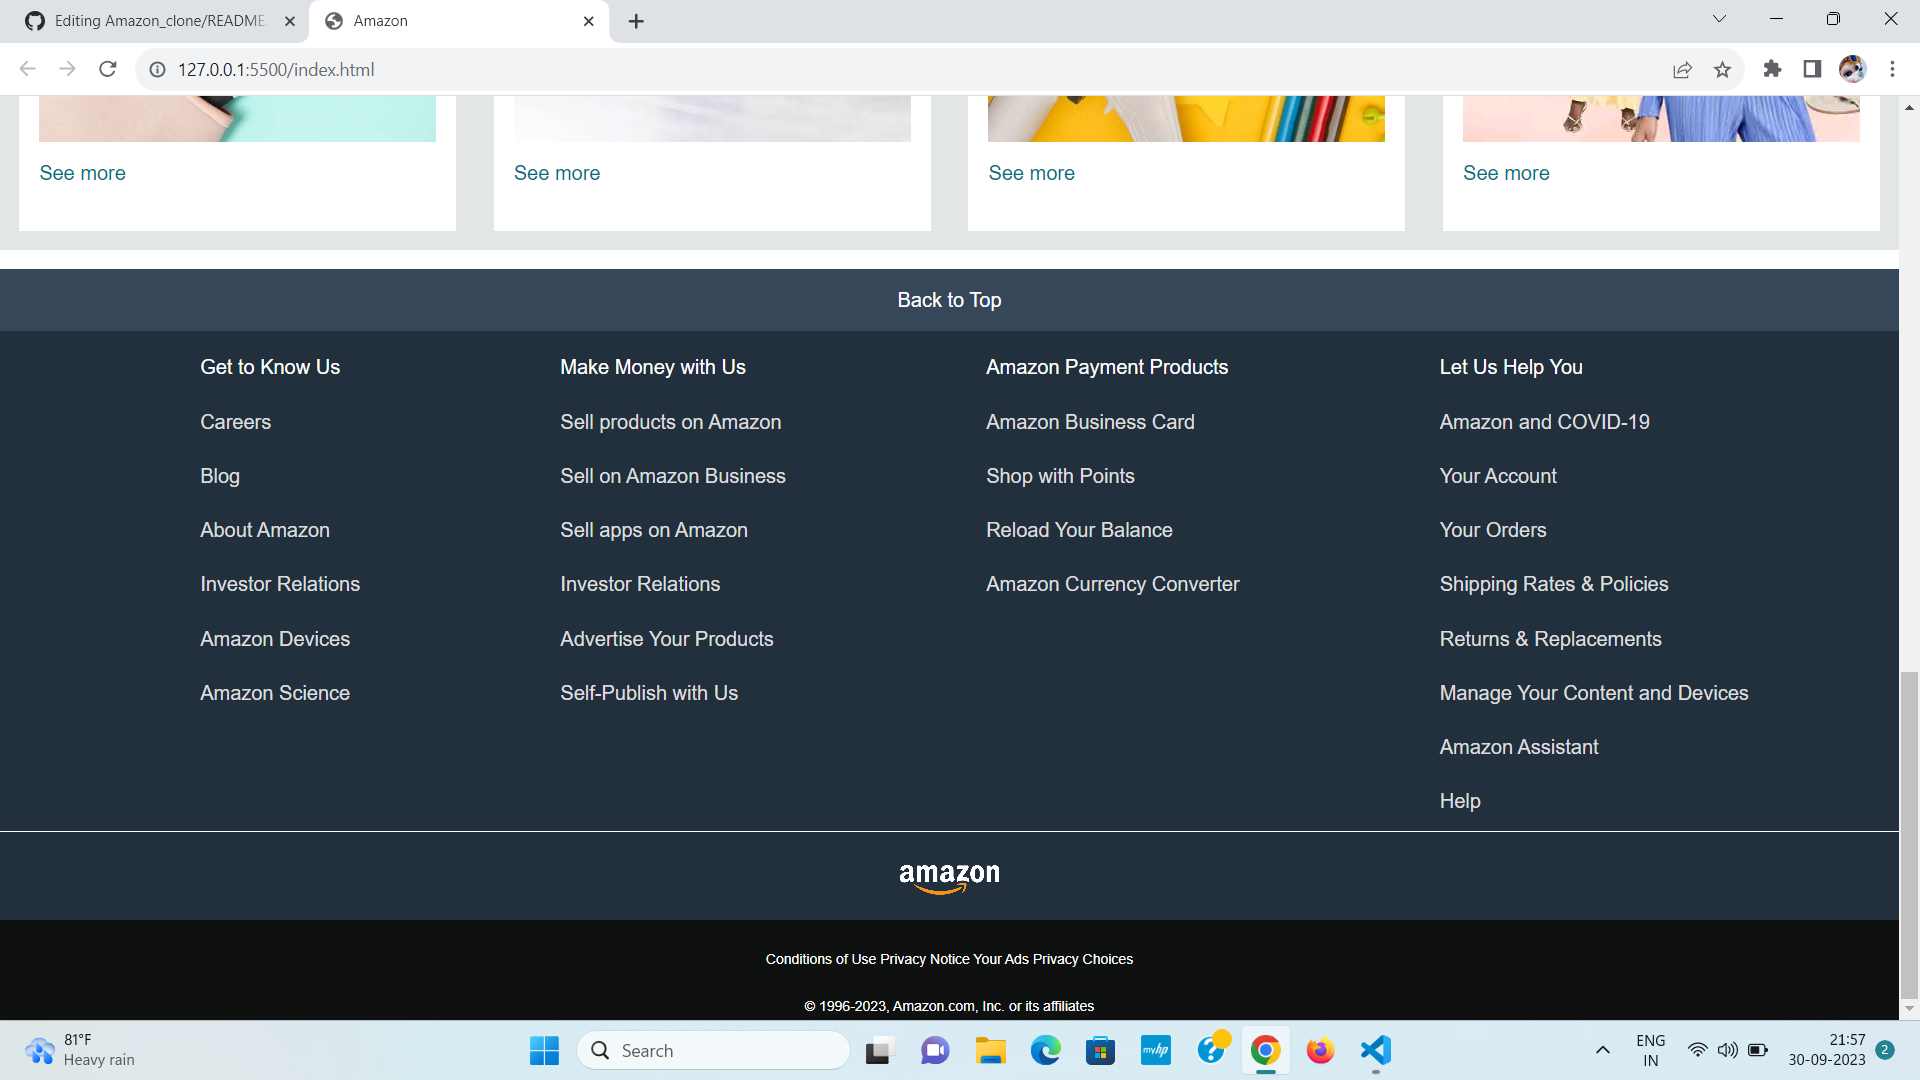 Editing Amazon_clone/README.
Amazon
127.0.0.1:5500/index.html
See more
See more
See more
See more
Back to Top
Get to Know Us
Careers
Blog
About Amazon
Investor Relations
Amazon Devices
Amazon Science
Make Money with Us
Sell products on Amazon
Sell on Amazon Business
Sell apps on Amazon
Investor Relations
Advertise Your Products
Self-Publish with Us
Amazon Payment Products
Amazon Business Card
Shop with Points
Reload Your Balance
Amazon Currency Converter
Let Us Help You
Amazon and COVID-19
Your Account
Your Orders
Shipping Rates & Policies
Returns & Replacements
Manage Your Content and Devices
Amazon Assistant
Help
amazon
Conditions of Use Privacy Notice Your Ads Privacy Choices
© 1996-2023, Amazon.com, Inc. or its affiliates
81°F
Heavy rain
Search
myhp
ENG
IN
21:57
30-09-2023
2